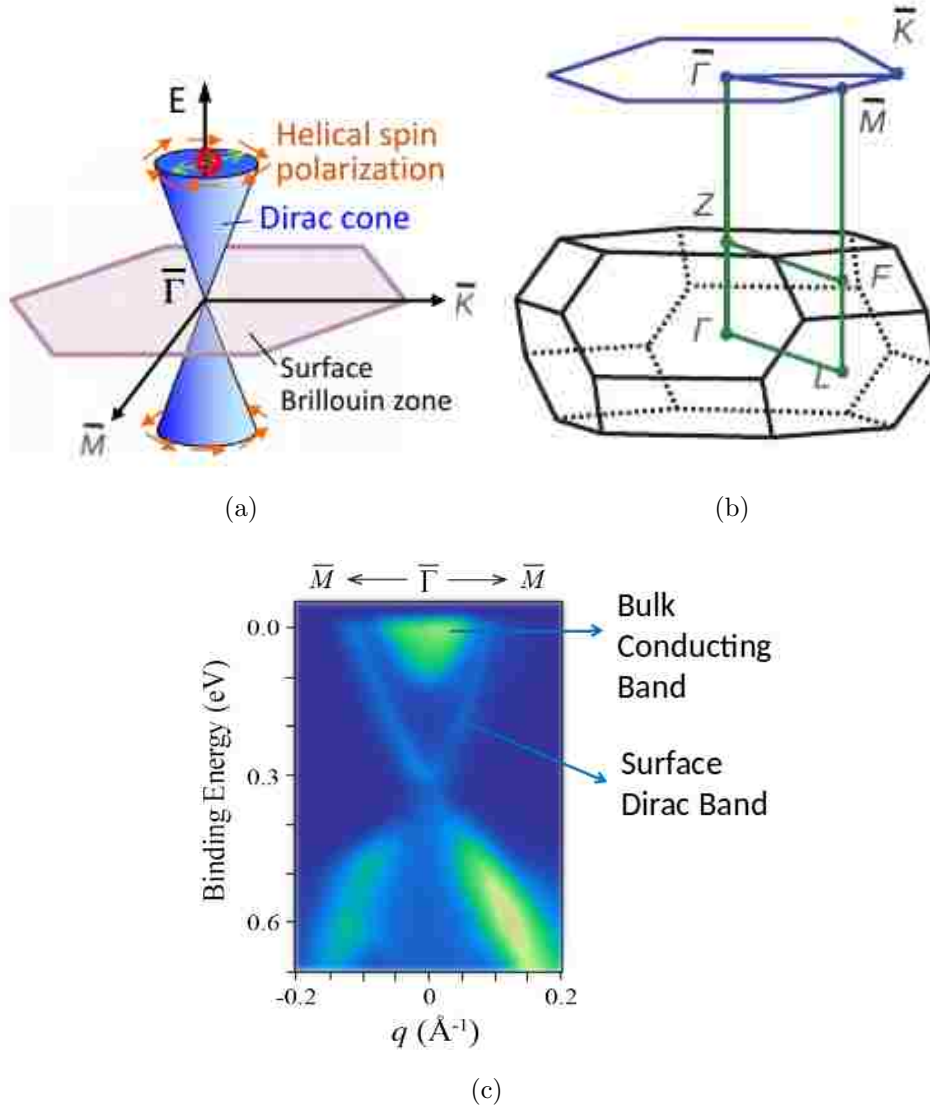 E
Helical spin
polarization
Dirac cone
Γ̅
K̅
Surface
Brillouin zone
M̅
(a)
K̅
Γ̅
M̅
Z
F
Γ
L
(b)
M̅ ← Γ̅ → M̅
0.0
0.3
0.6
Binding Energy (eV)
-0.2 0 0.2
q (Å⁻¹)
Bulk
Conducting
Band
Surface
Dirac Band
(c)